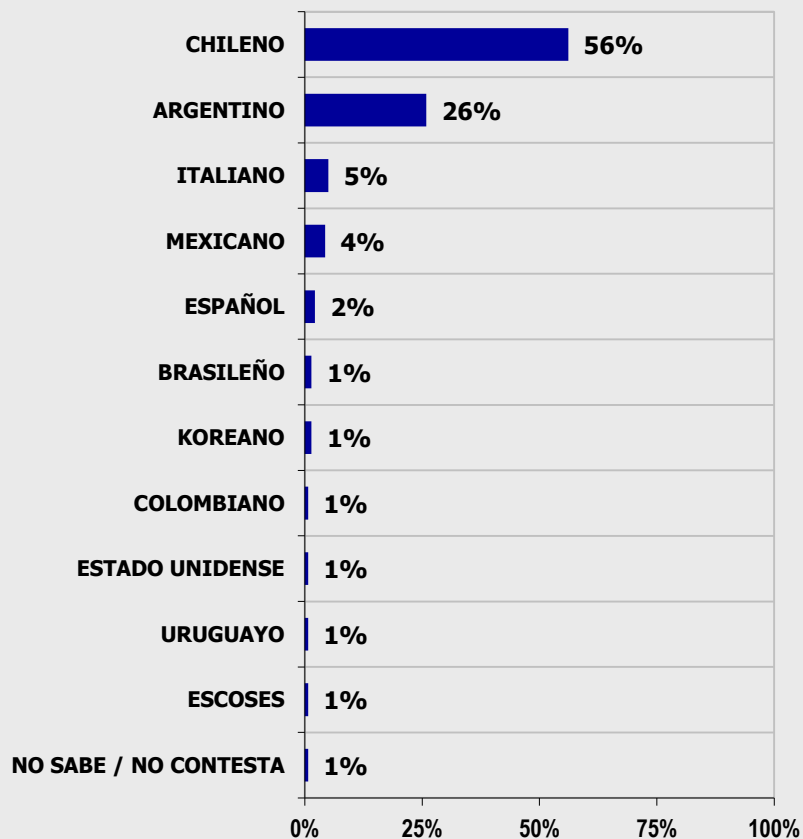 CHILENO 56%
ARGENTINO 26%
ITALIANO 5%
MEXICANO 4%
ESPAÑOL 2%
BRASILEÑO 1%
KOREANO 1%
COLOMBIANO 1%
ESTADO UNIDENSE 1%
URUGUAYO 1%
ESCOSES 1%
NO SABE / NO CONTESTA 1%
0% 25% 50% 75% 100%